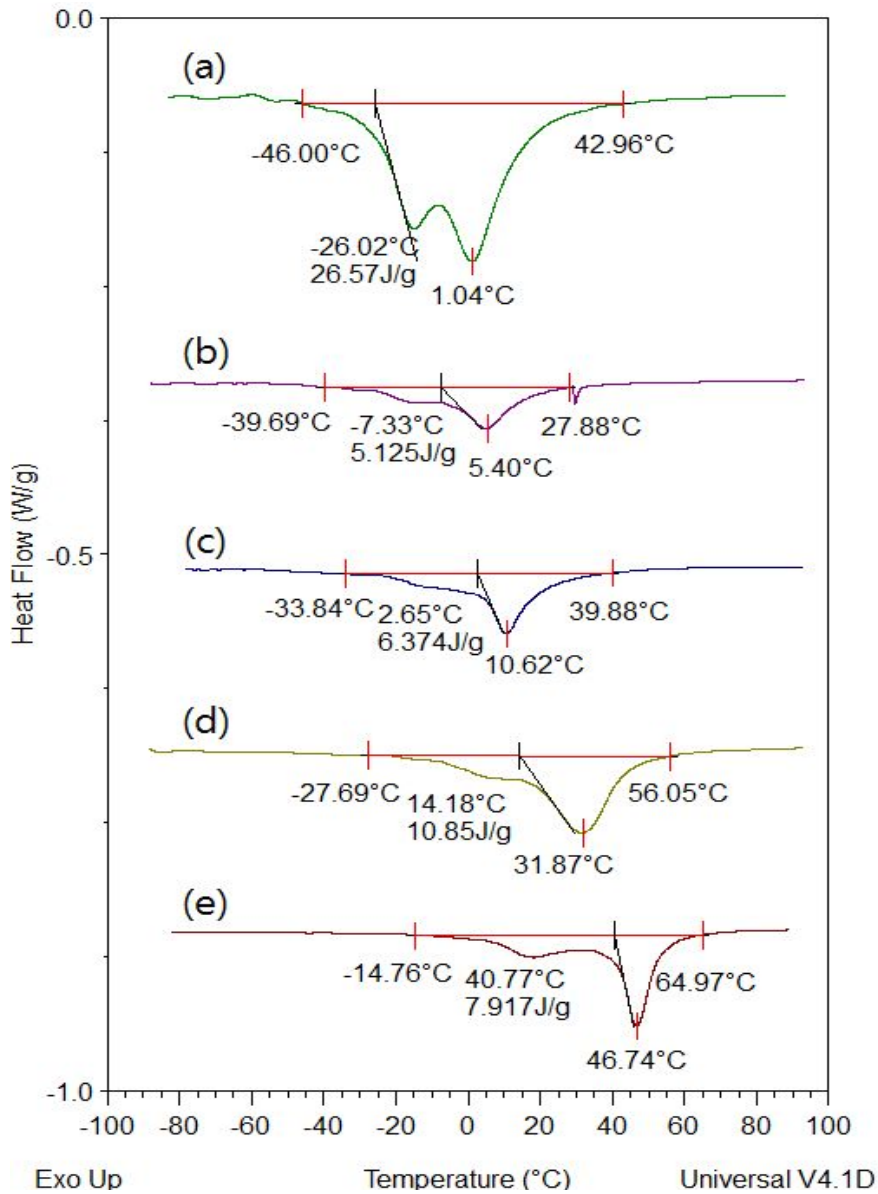 0.0
(a)
-46.00°C
42.96°C
-26.02°C
26.57J/g
1.04°C
(b)
-39.69°C
-7.33°C
5.125J/g
27.88°C
5.40°C
Heat Flow (W/g)
-0.5
(c)
-33.84°C
2.65°C
6.374J/g
39.88°C
10.62°C
(d)
-27.69°C
14.18°C
10.85J/g
56.05°C
31.87°C
(e)
-14.76°C
40.77°C
7.917J/g
64.97°C
46.74°C
-1.0
-100 -80 -60 -40 -20 0 20 40 60 80 100
Exo Up Temperature (°C) Universal V4.1D